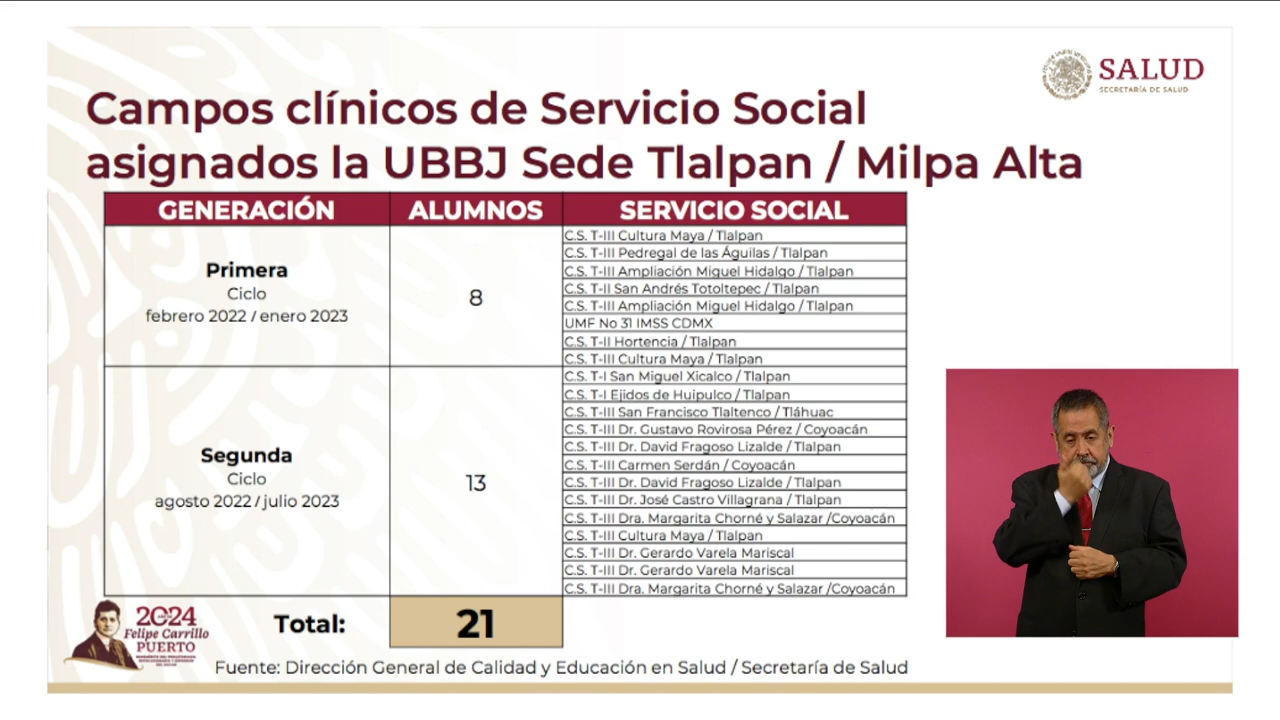 SALUD
SECRETARÍA DE SALUD
Campos clínicos de Servicio Social
asignados la UBBJ Sede Tlalpan / Milpa Alta
GENERACIÓN
ALUMNOS
SERVICIO SOCIAL
Primera
Ciclo
febrero 2022 / enero 2023
8
C.S. T-III Cultura Maya / Tlalpan
C.S. T-III Pedregal de las Águilas / Tlalpan
C.S. T-III Ampliación Miguel Hidalgo / Tlalpan
C.S. T-II San Andrés Totoltepec / Tlalpan
C.S. T-III Ampliación Miguel Hidalgo / Tlalpan
UMF No 31 IMSS CDMX
C.S. T-II Hortencia / Tlalpan
C.S. T-III Cultura Maya / Tlalpan
Segunda
Ciclo
agosto 2022 / julio 2023
13
C.S. T-I San Miguel Xicalco / Tlalpan
C.S. T-I Ejidos de Huipulco / Tlalpan
C.S. T-III San Francisco Tlaltenco / Tláhuac
C.S. T-III Dr. Gustavo Rovirosa Pérez / Coyoacán
C.S. T-III Dr. David Fragoso Lizalde / Tlalpan
C.S. T-III Carmen Serdán / Coyoacán
C.S. T-III Dr. David Fragoso Lizalde / Tlalpan
C.S. T-III Dr. José Castro Villagrana / Tlalpan
C.S. T-III Dra. Margarita Chorné y Salazar /Coyoacán
C.S. T-III Cultura Maya / Tlalpan
C.S. T-III Dr. Gerardo Varela Mariscal
C.S. T-III Dr. Gerardo Varela Mariscal
C.S. T-III Dra. Margarita Chorné y Salazar /Coyoacán
Total:
21
2024
Felipe Carrillo
PUERTO
Fuente: Dirección General de Calidad y Educación en Salud / Secretaría de Salud